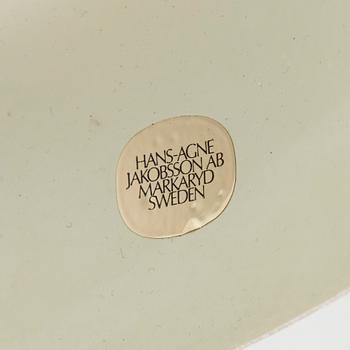 HANS-AGNE
JAKOBSSON AB
MARKARYD
SWEDEN